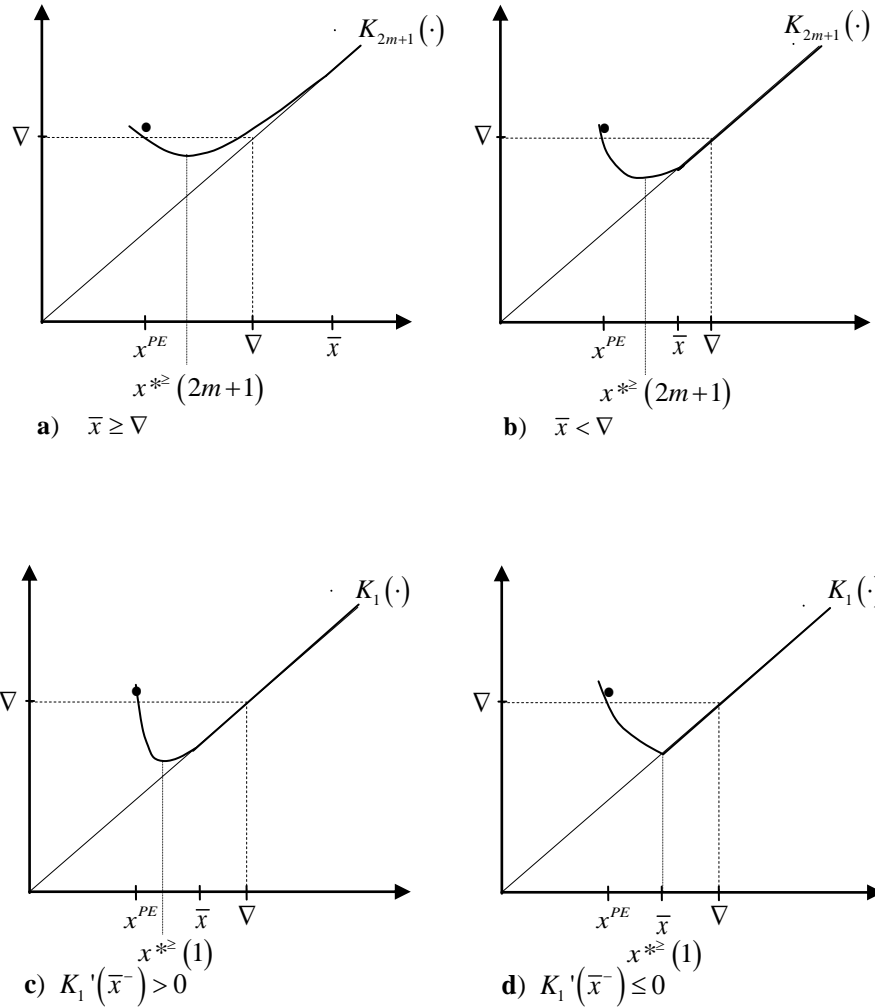 K_{2m+1}(·)
∇
x^{PE} ∇ x̄
x*^≥(2m+1)
a) x̄ ≥ ∇
K_{2m+1}(·)
∇
x^{PE} x̄ ∇
x*^≥(2m+1)
b) x̄ < ∇
K_1(·)
∇
x^{PE} x̄ ∇
x*^≥(1)
c) K_1'(x̄^-) > 0
K_1(·)
∇
x^{PE} x̄ ∇
x*^≥(1)
d) K_1'(x̄^-) ≤ 0